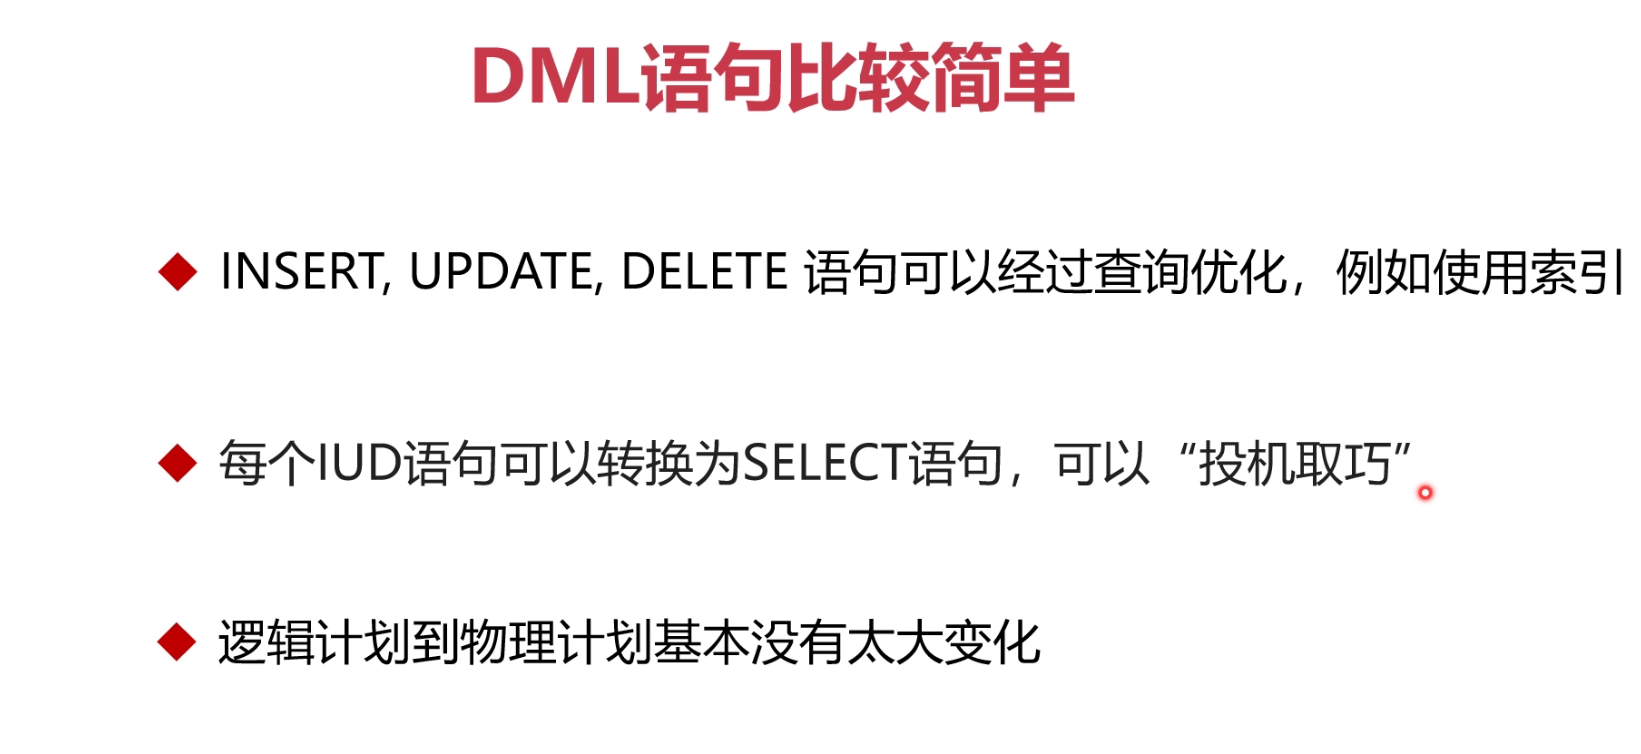 DML语句比较简单
INSERT, UPDATE, DELETE 语句可以经过查询优化，例如使用索引
每个IUD语句可以转换为SELECT语句，可以“投机取巧”
逻辑计划到物理计划基本没有太大变化